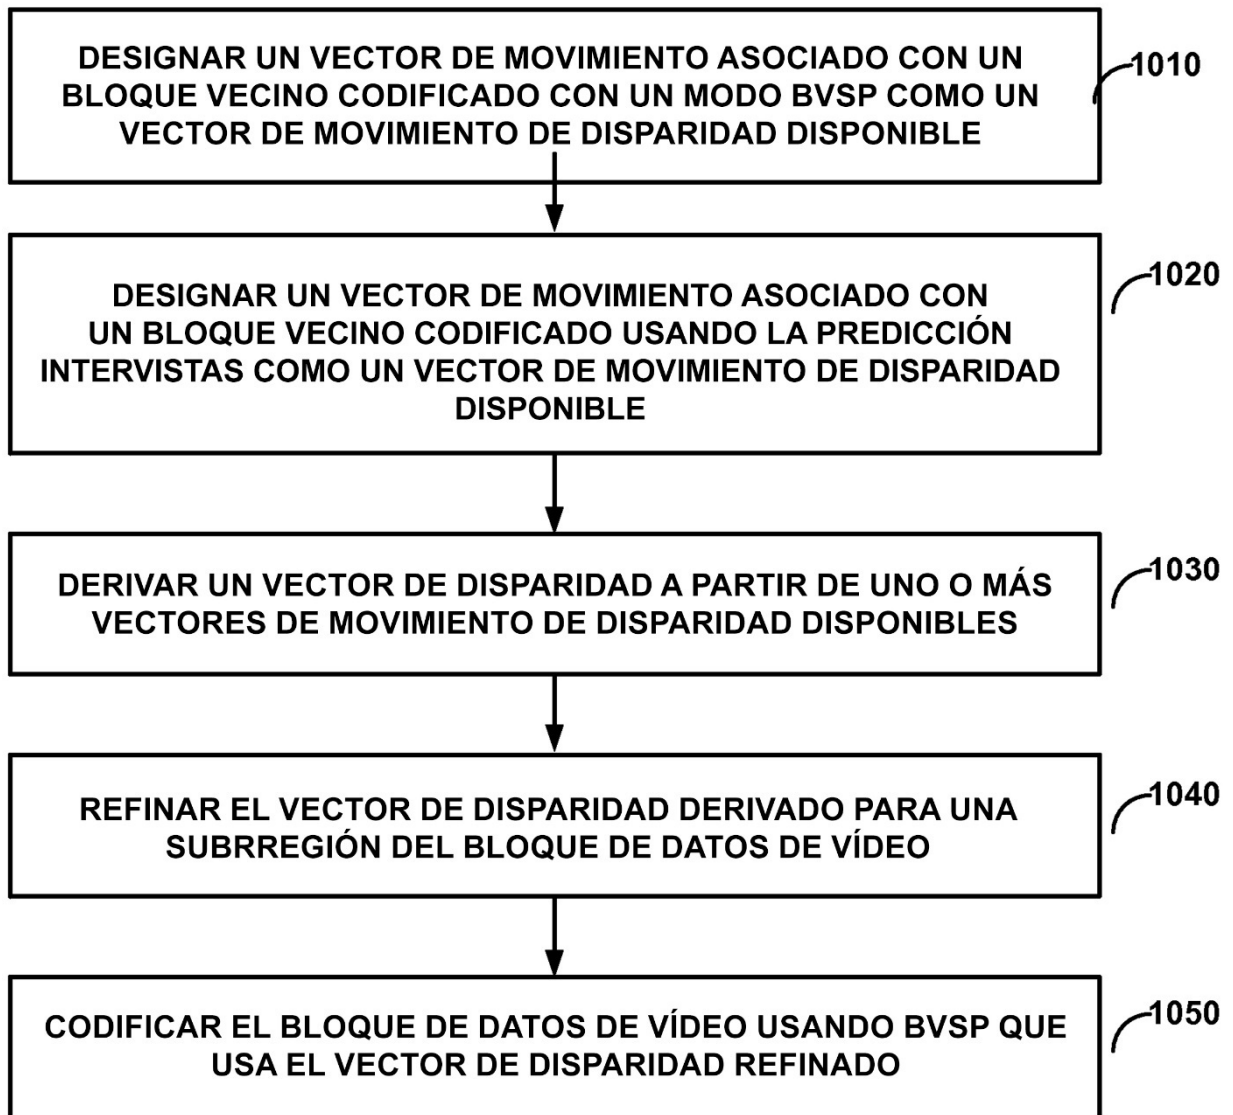 DESIGNAR UN VECTOR DE MOVIMIENTO ASOCIADO CON UN
BLOQUE VECINO CODIFICADO CON UN MODO BVSP COMO UN
VECTOR DE MOVIMIENTO DE DISPARIDAD DISPONIBLE
1010
DESIGNAR UN VECTOR DE MOVIMIENTO ASOCIADO CON
UN BLOQUE VECINO CODIFICADO USANDO LA PREDICCIÓN
INTERVISTAS COMO UN VECTOR DE MOVIMIENTO DE DISPARIDAD
DISPONIBLE
1020
DERIVAR UN VECTOR DE DISPARIDAD A PARTIR DE UNO O MÁS
VECTORES DE MOVIMIENTO DE DISPARIDAD DISPONIBLES
1030
REFINAR EL VECTOR DE DISPARIDAD DERIVADO PARA UNA
SUBRREGIÓN DEL BLOQUE DE DATOS DE VÍDEO
1040
CODIFICAR EL BLOQUE DE DATOS DE VÍDEO USANDO BVSP QUE
USA EL VECTOR DE DISPARIDAD REFINADO
1050